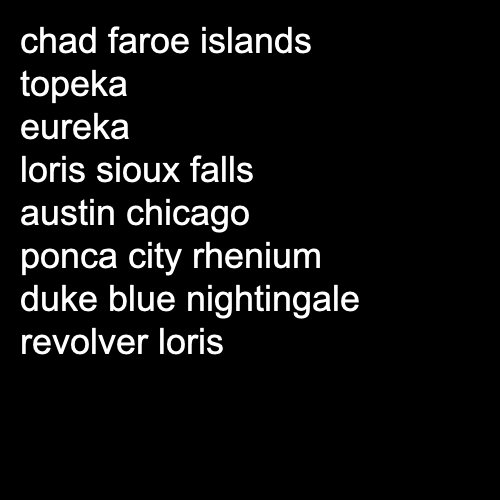 chad faroe islands
topeka
eureka
loris sioux falls
austin chicago
ponca city rhenium
duke blue nightingale
revolver loris